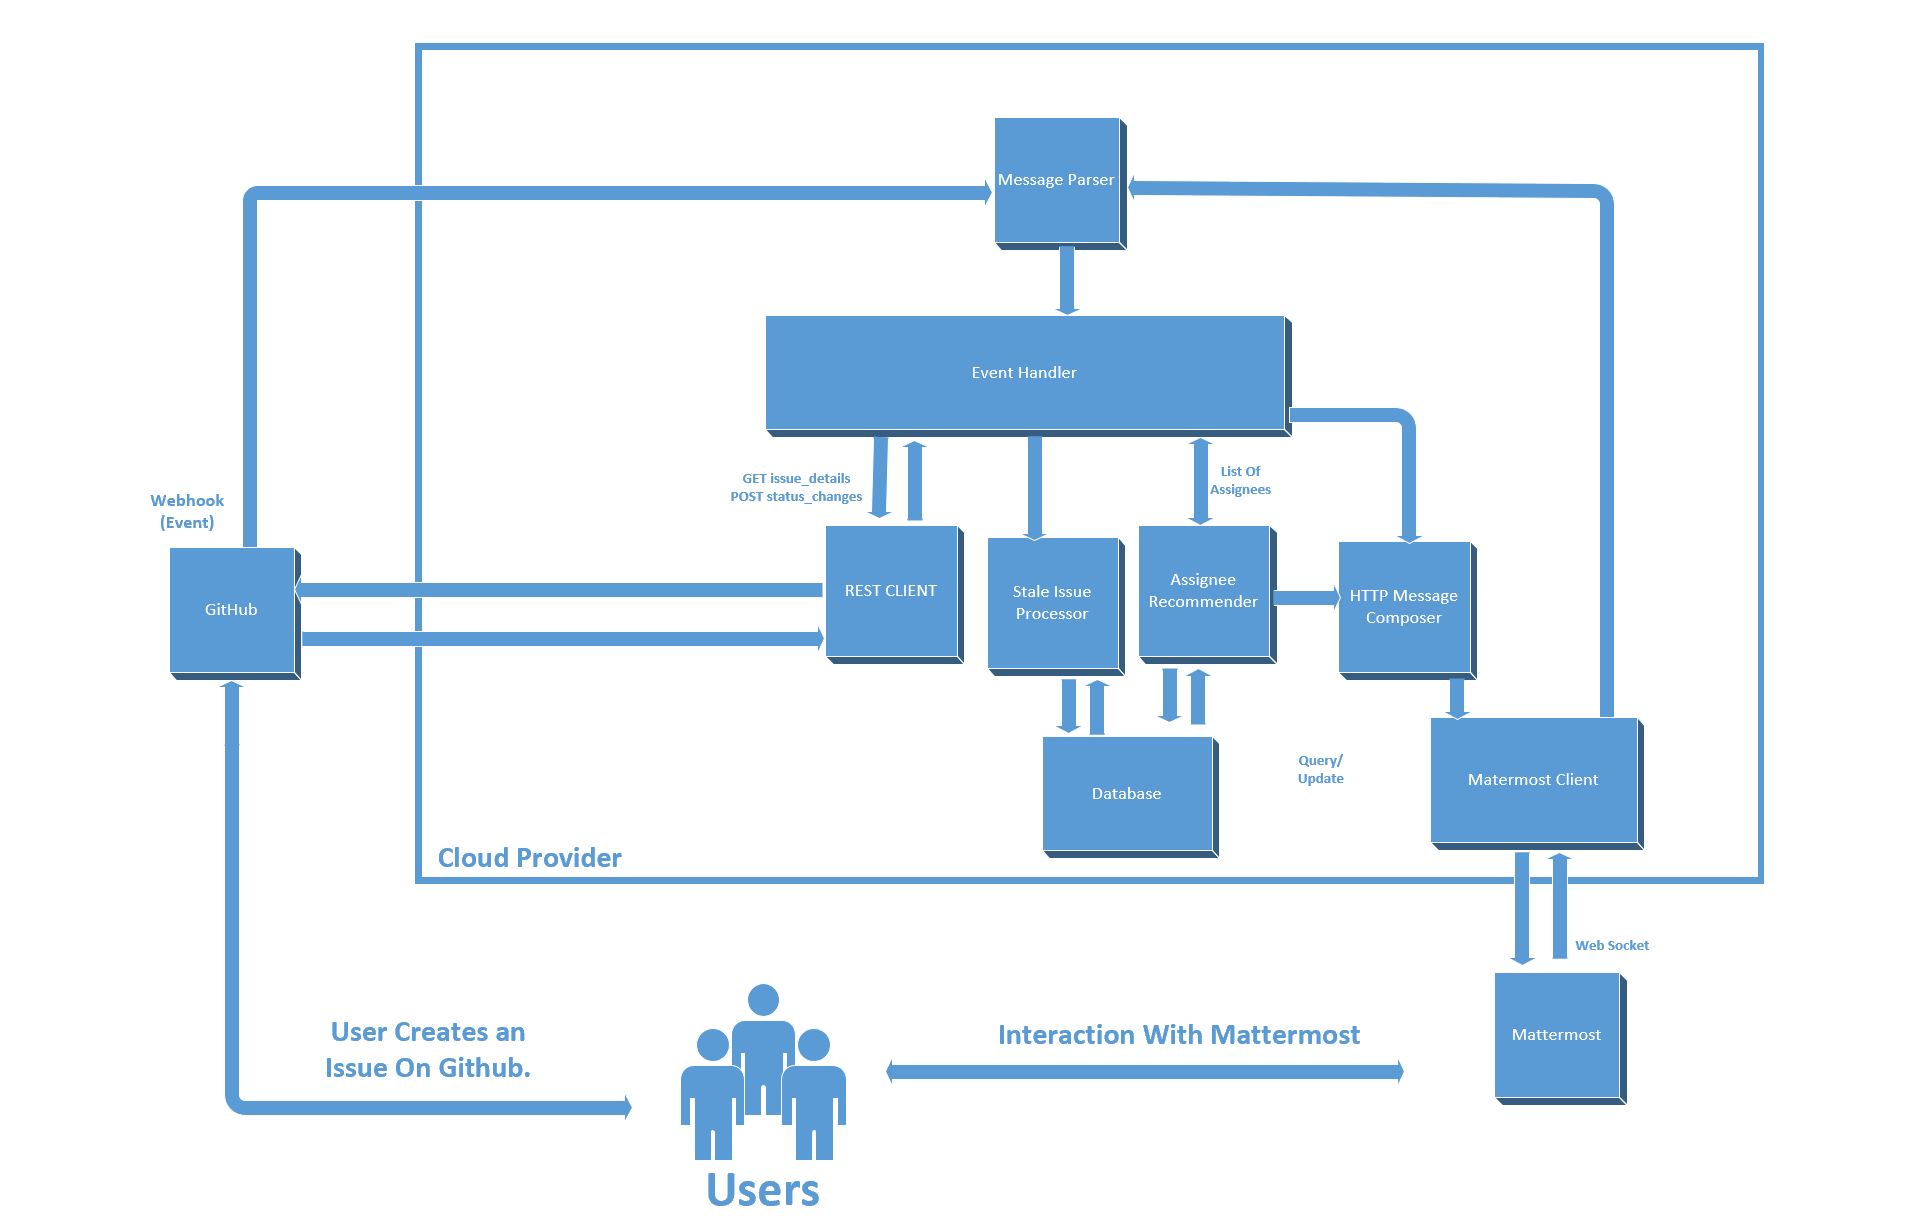 Message Parser
Event Handler
GET issue_details
POST status_changes
List Of
Assignees
Webhook
(Event)
GitHub
REST CLIENT
Stale Issue
Processor
Assignee
Recommender
HTTP Message
Composer
Query/
Update
Matermost Client
Database
Cloud Provider
Web Socket
User Creates an
Issue On Github.
Interaction With Mattermost
Mattermost
Users